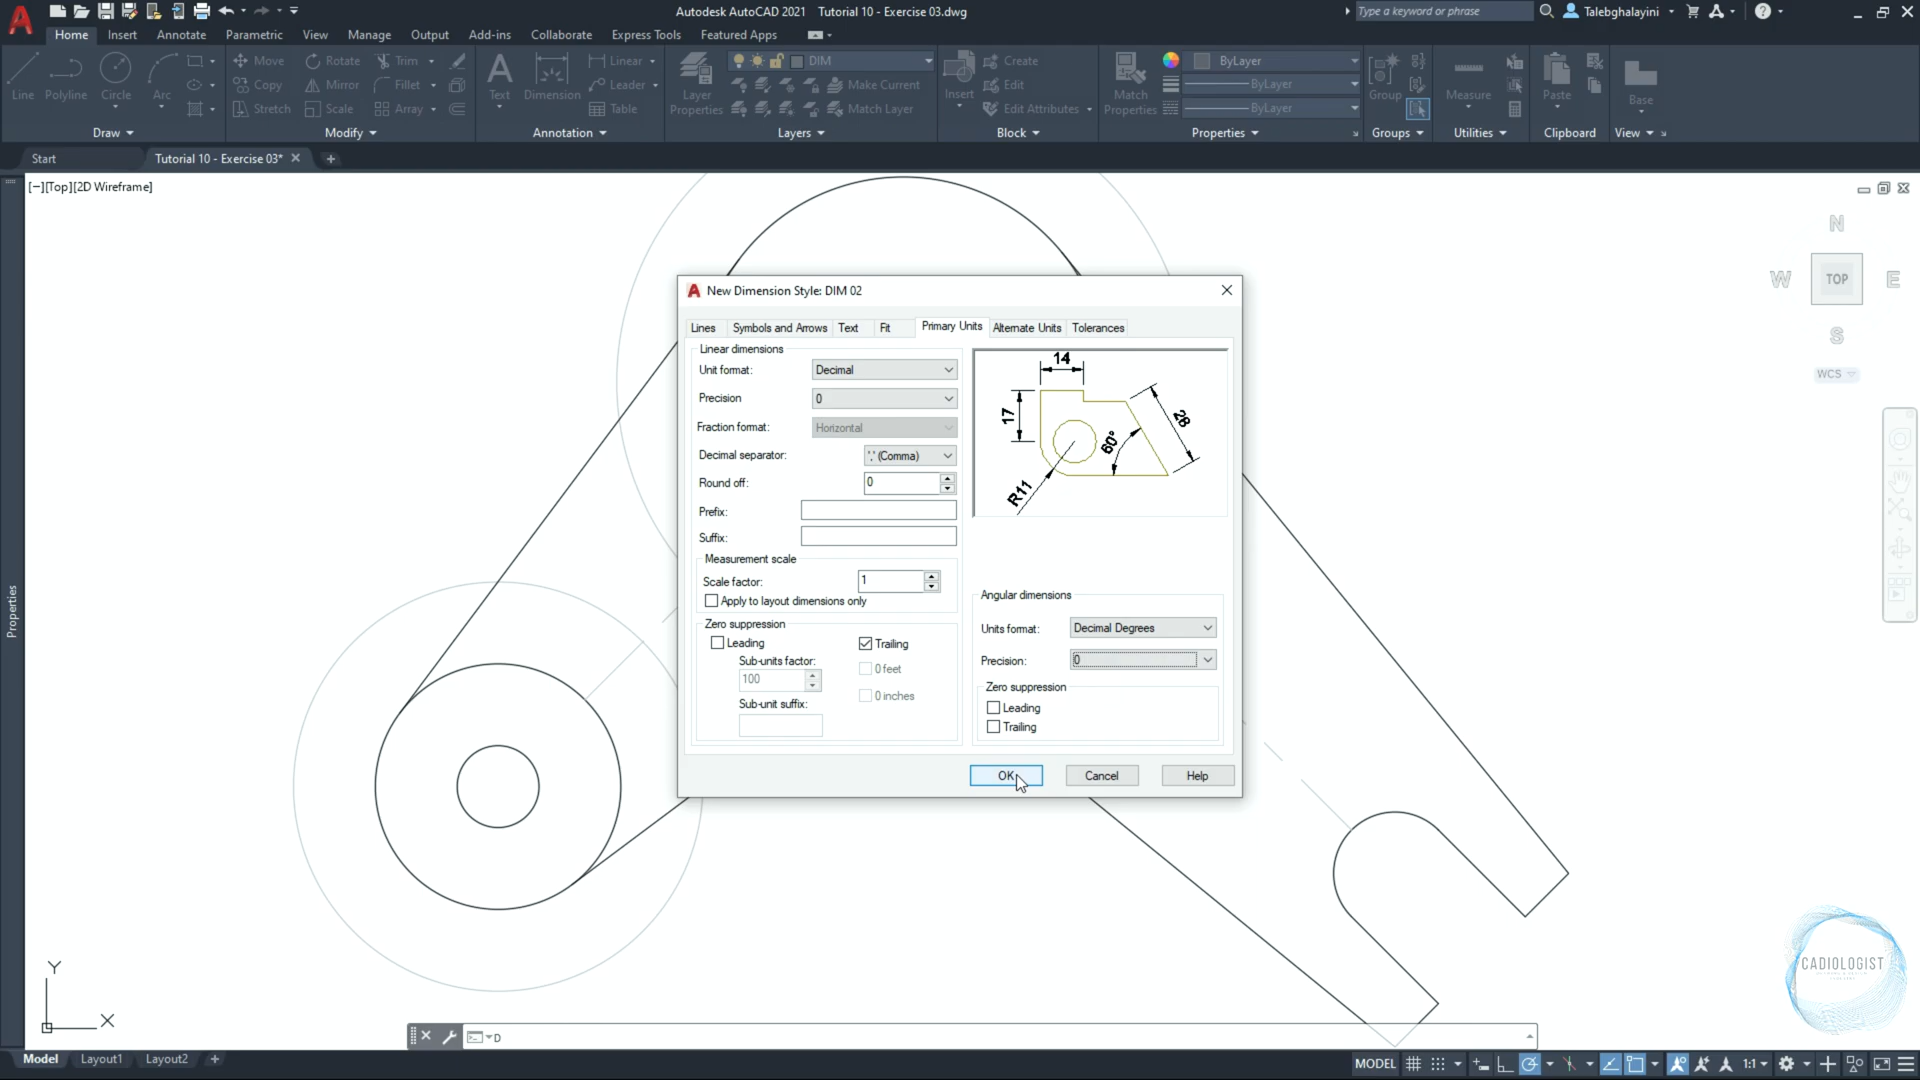 Autodesk AutoCAD 2021 Tutorial 10 - Exercise 03.dwg
Type a keyword or phrase
Talebghalayini
Home Insert Annotate Parametric View Manage Output Add-ins Collaborate Express Tools Featured Apps
Line Polyline Circle Arc
Draw
Move Rotate Trim
Copy Mirror Fillet
Stretch Scale Array
Modify
Text Dimension
Linear
Leader
Table
Annotation
Layer Properties
DIM
Make Current
Match Layer
Layers
Insert
Create
Edit
Edit Attributes
Block
Match Properties
ByLayer
ByLayer
ByLayer
Properties
Group
Groups
Measure
Utilities
Paste
Clipboard
Base
View
Start
Tutorial 10 - Exercise 03*
[−][Top][2D Wireframe]
N
W TOP E
S
WCS
Properties
New Dimension Style: DIM 02
Lines Symbols and Arrows Text Fit Primary Units Alternate Units Tolerances
Linear dimensions
Unit format: Decimal
Precision 0
Fraction format: Horizontal
Decimal separator: ',' (Comma)
Round off: 0
Prefix:
Suffix:
Measurement scale
Scale factor: 1
Apply to layout dimensions only
Zero suppression
Leading
Trailing
Sub-units factor:
100
0 feet
Sub-unit suffix:
0 inches
14
17
28
60°
R11
Angular dimensions
Units format: Decimal Degrees
Precision: 0
Zero suppression
Leading
Trailing
OK Cancel Help
CADIOLOGIST
Y
X
D
Model Layout1 Layout2
MODEL
1:1